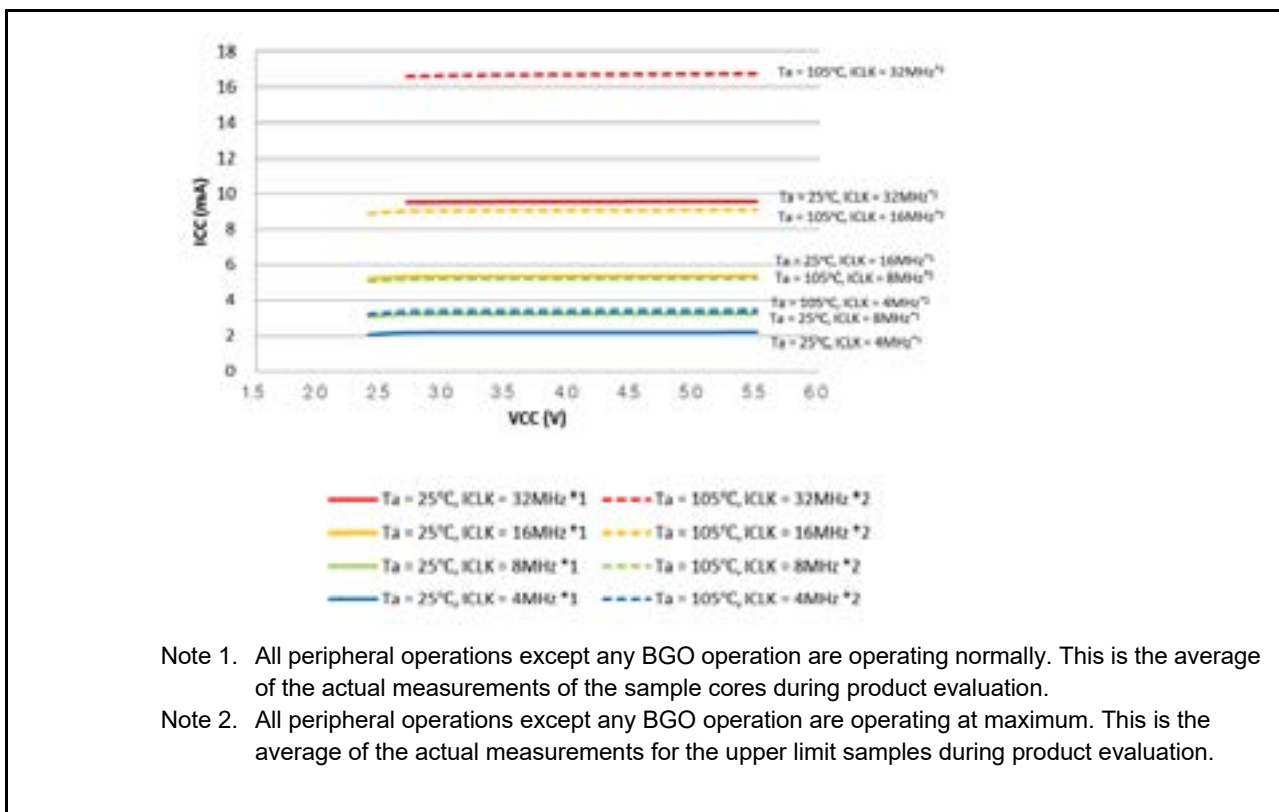 18
16
14
12
10
8
6
4
2
0
ICC (mA)
1.5 2.0 2.5 3.0 3.5 4.0 4.5 5.0 5.5 6.0
VCC (V)
Ta = 105℃, ICLK = 32MHz*2
Ta = 25℃, ICLK = 32MHz*1
Ta = 105℃, ICLK = 16MHz*2
Ta = 25℃, ICLK = 16MHz*1
Ta = 105℃, ICLK = 8MHz*2
Ta = 105℃, ICLK = 4MHz*2
Ta = 25℃, ICLK = 8MHz*1
Ta = 25℃, ICLK = 4MHz*1
Ta = 25℃, ICLK = 32MHz *1 Ta = 105℃, ICLK = 32MHz *2
Ta = 25℃, ICLK = 16MHz *1 Ta = 105℃, ICLK = 16MHz *2
Ta = 25℃, ICLK = 8MHz *1 Ta = 105℃, ICLK = 8MHz *2
Ta = 25℃, ICLK = 4MHz *1 Ta = 105℃, ICLK = 4MHz *2
Note 1. All peripheral operations except any BGO operation are operating normally. This is the average
of the actual measurements of the sample cores during product evaluation.
Note 2. All peripheral operations except any BGO operation are operating at maximum. This is the
average of the actual measurements for the upper limit samples during product evaluation.